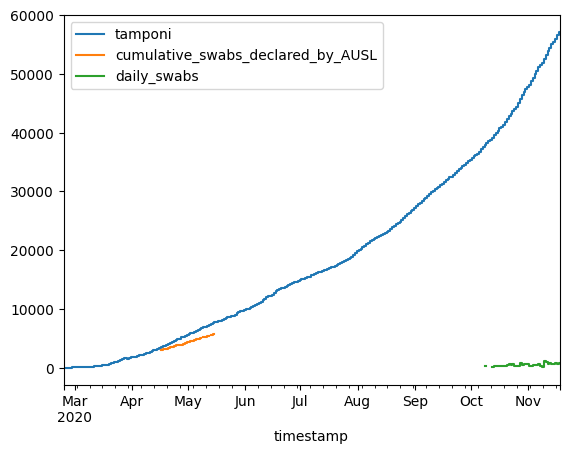 tamponi
cumulative_swabs_declared_by_AUSL
daily_swabs
60000
50000
40000
30000
20000
10000
0
Mar Apr May Jun Jul Aug Sep Oct Nov
2020
timestamp